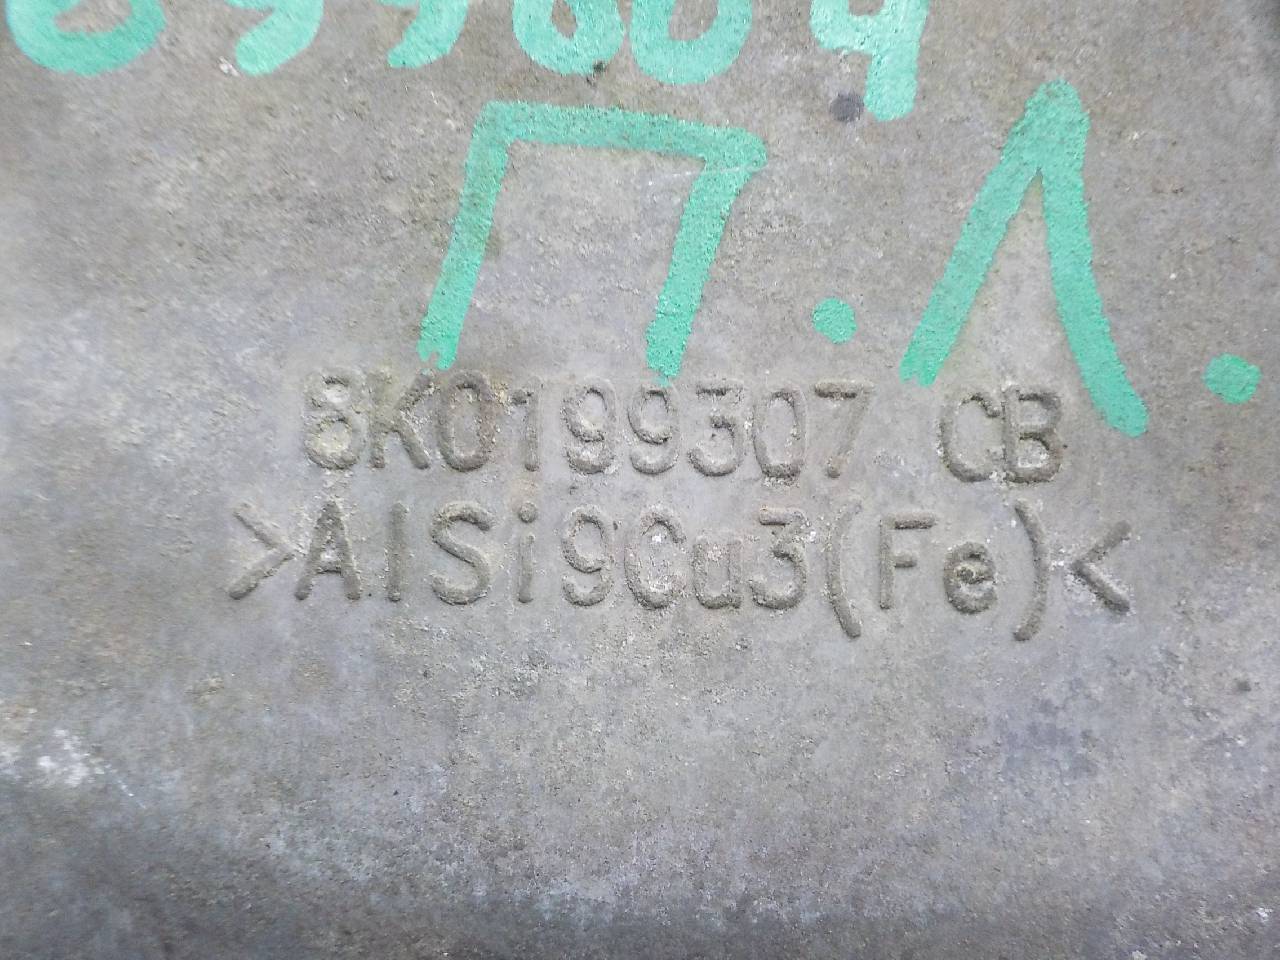 П.Л.
8K0199307 CB
>AlSi9Cu3(Fe)<